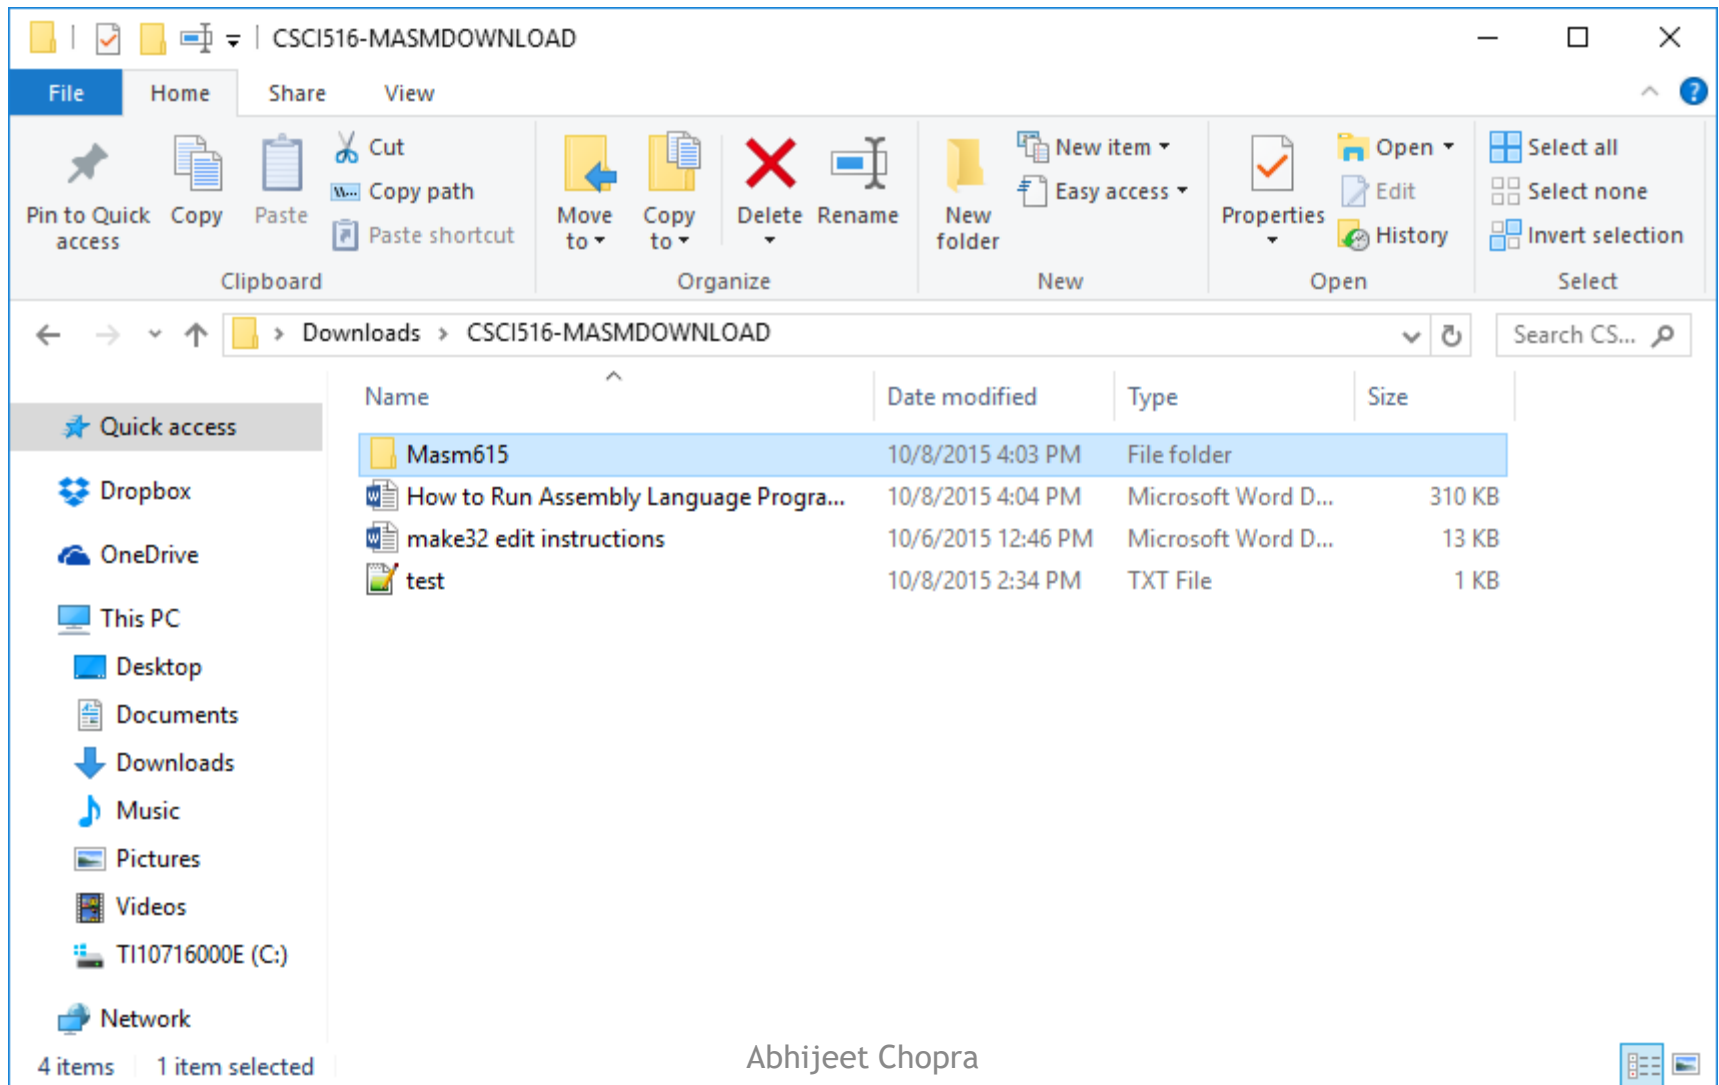 CSCI516-MASMDOWNLOAD
File Home Share View
Pin to Quick access
Copy
Paste
Cut
Copy path
Paste shortcut
Clipboard
Move to
Copy to
Delete
Rename
Organize
New folder
New item
Easy access
New
Properties
Open
Edit
History
Open
Select all
Select none
Invert selection
Select
Downloads > CSCI516-MASMDOWNLOAD
Search CS...
Name Date modified Type Size
Masm615 10/8/2015 4:03 PM File folder
How to Run Assembly Language Progra... 10/8/2015 4:04 PM Microsoft Word D... 310 KB
make32 edit instructions 10/6/2015 12:46 PM Microsoft Word D... 13 KB
test 10/8/2015 2:34 PM TXT File 1 KB
Quick access
Dropbox
OneDrive
This PC
Desktop
Documents
Downloads
Music
Pictures
Videos
TI10716000E (C:)
Network
4 items 1 item selected
Abhijeet Chopra